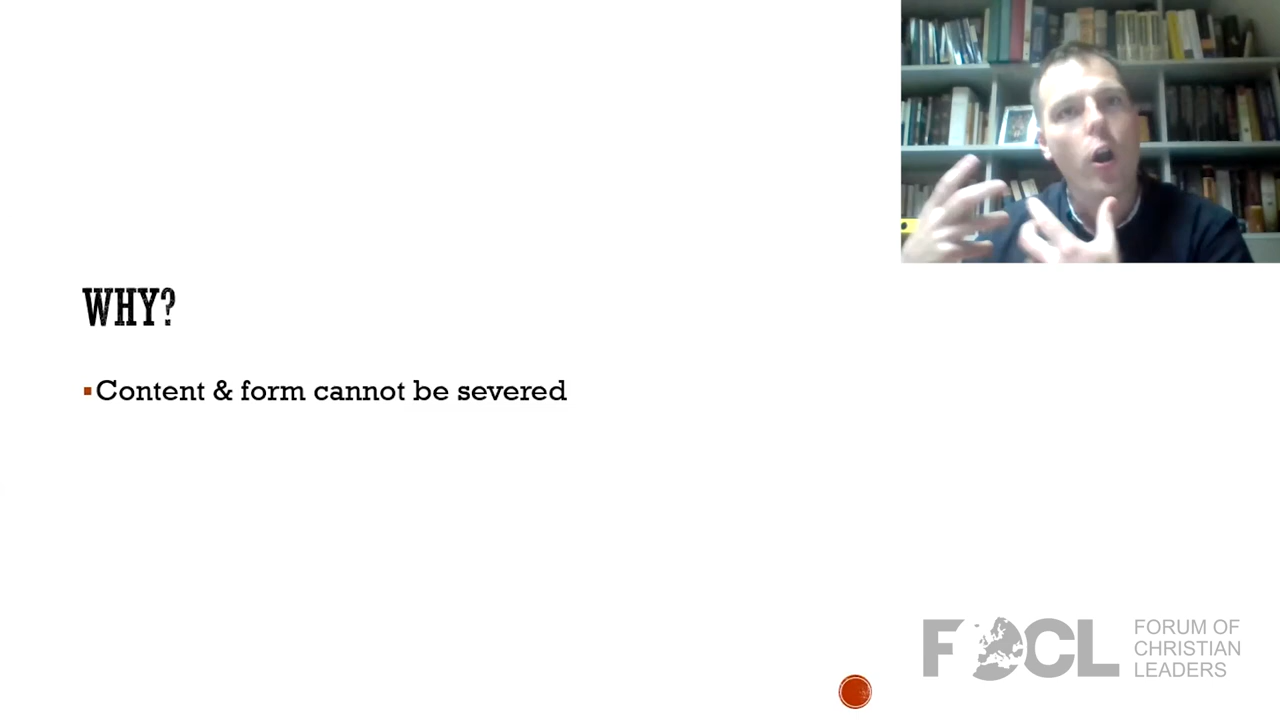 WHY?
Content & form cannot be severed
FOCL
FORUM OF
CHRISTIAN
LEADERS